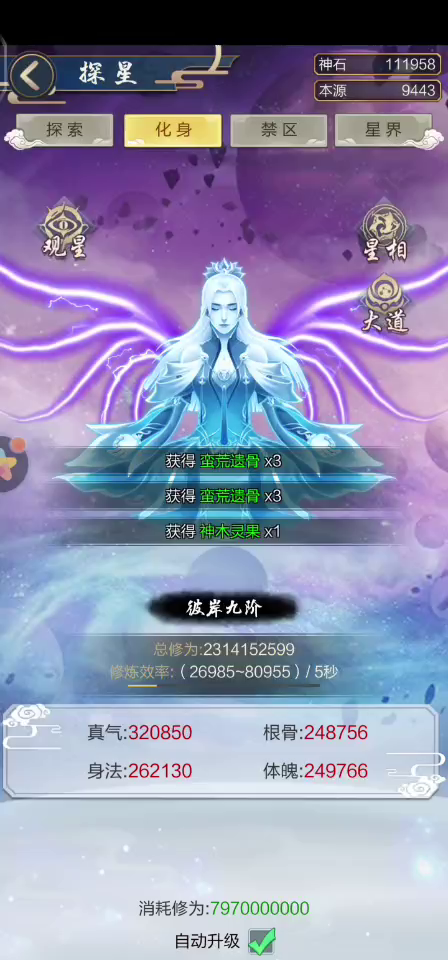 探星
神石 111958
本源 9443
探索 化身 禁区 星界
观星 星相
大道
获得 蛮荒遗骨 x3
获得 蛮荒遗骨 x3
获得 神木灵果 x1
彼岸九阶
总修为:2314152599
修炼效率:（26985~80955）/ 5秒
真气:320850 根骨:248756
身法:262130 体魄:249766
消耗修为:7970000000
自动升级